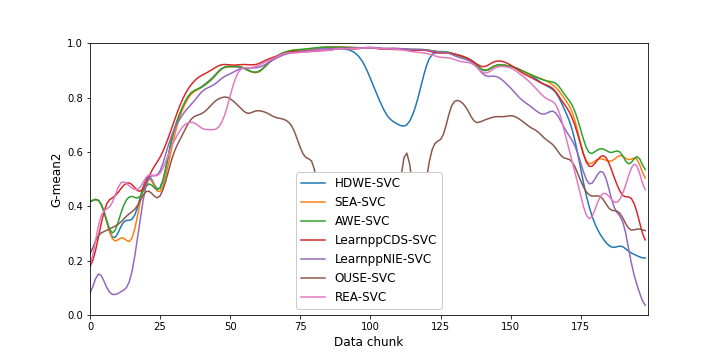 1.0
0.8
0.6
0.4
0.2
0.0
G-mean2
0 25 50 75 100 125 150 175
Data chunk
HDWE-SVC
SEA-SVC
AWE-SVC
LearnppCDS-SVC
LearnppNIE-SVC
OUSE-SVC
REA-SVC